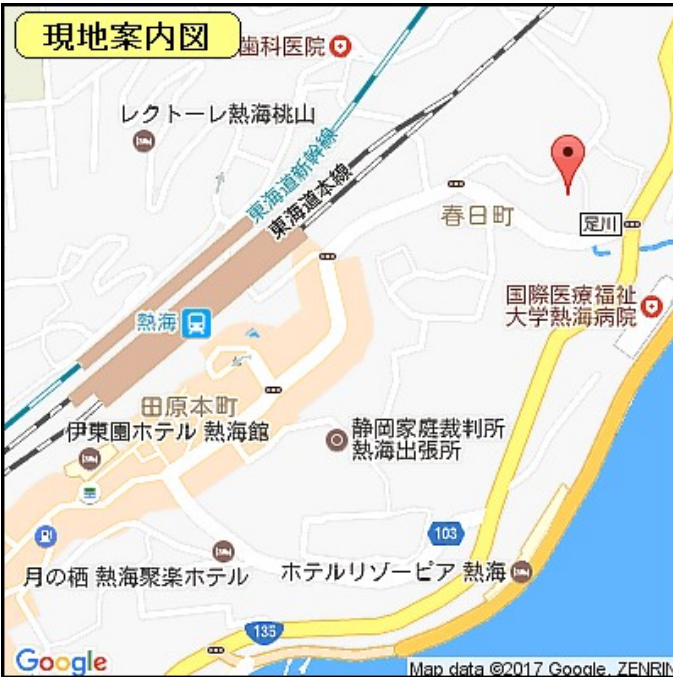 現地案内図
歯科医院
レクトーレ熱海桃山
東海道新幹線
東海道本線
春日町
足川
国際医療福祉
大学熱海病院
熱海
田原本町
伊東園ホテル 熱海館
静岡家庭裁判所
熱海出張所
103
月の栖 熱海聚楽ホテル
ホテルリゾーピア 熱海
135
Google
Map data ©2017 Google, ZENRIN